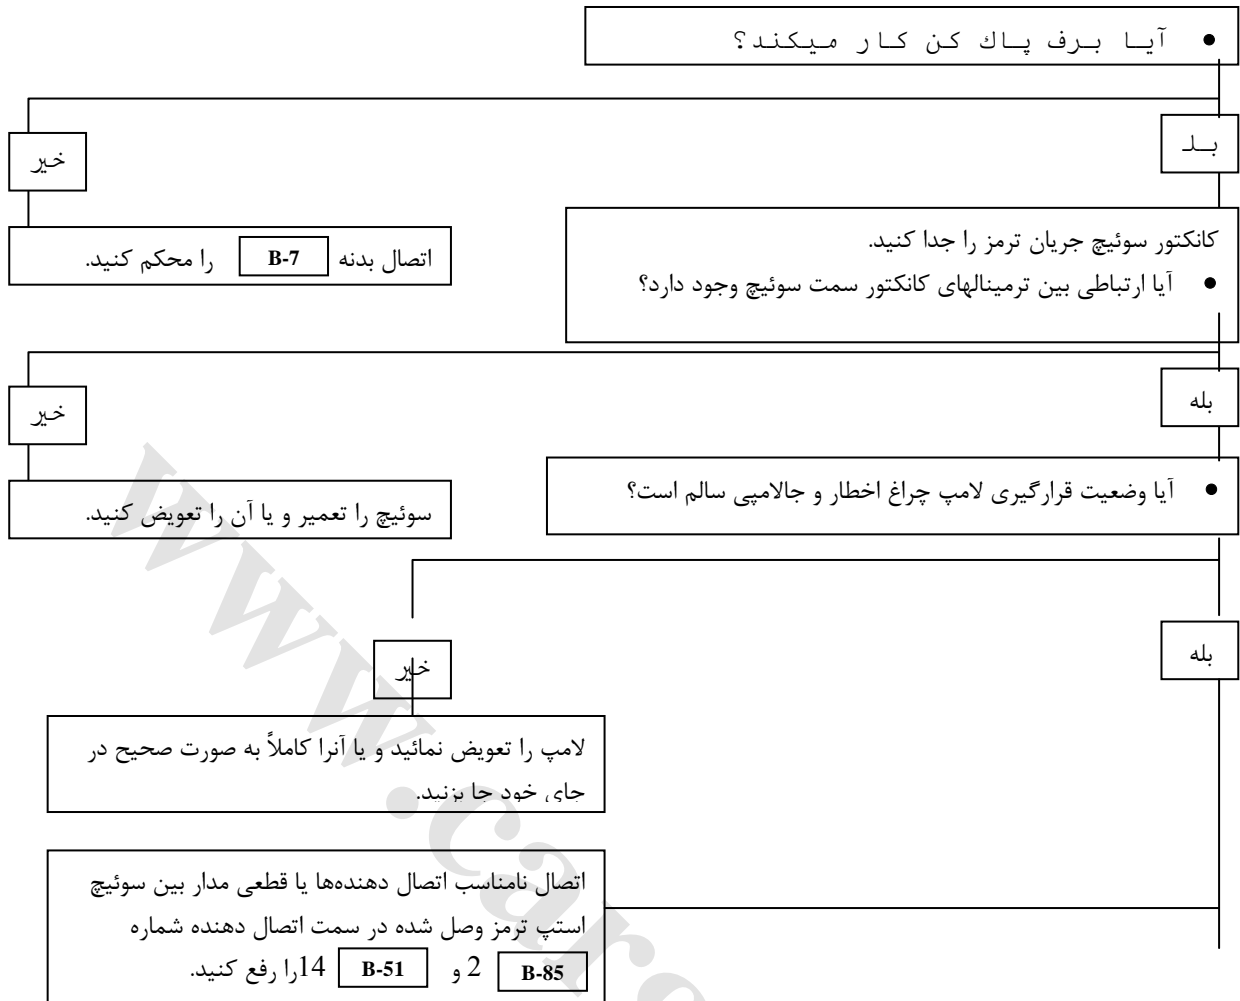 آیا برف پاك كن كار میكند؟
بـلـ
خیر
کانکتور سوئیچ جریان ترمز را جدا کنید.
آیا ارتباطی بین ترمینالهای کانکتور سمت سوئیچ وجود دارد؟
اتصال بدنه B-7 را محکم کنید.
بله
خیر
آیا وضعیت قرارگیری لامپ چراغ اخطار و جالامپی سالم است؟
سوئیچ را تعمیر و یا آن را تعویض کنید.
بله
خیر
لامپ را تعویض نمائید و یا آنرا کاملاً به صورت صحیح در
جای خود جا بزنید.
اتصال نامناسب اتصال دهنده‌ها یا قطعی مدار بین سوئیچ
استپ ترمز وصل شده در سمت اتصال دهنده شماره
B-85 2 و B-51 14را رفع کنید.